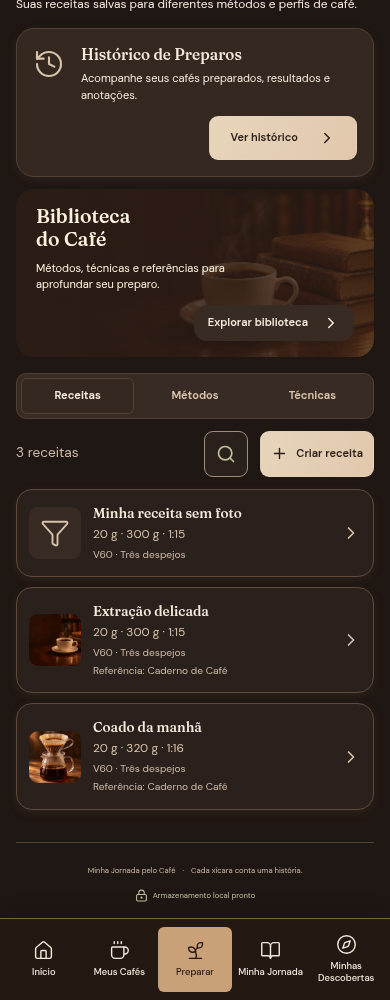 Suas receitas salvas para diferentes métodos e perfis de café.
Histórico de Preparos
Acompanhe seus cafés preparados, resultados e
anotações.
Ver histórico
Biblioteca
do Café
Métodos, técnicas e referências para
aprofundar seu preparo.
Explorar biblioteca
Receitas
Métodos
Técnicas
3 receitas
Criar receita
Minha receita sem foto
20 g · 300 g · 1:15
V60 · Três despejos
Extração delicada
20 g · 300 g · 1:15
V60 · Três despejos
Referência: Caderno de Café
Coado da manhã
20 g · 320 g · 1:16
V60 · Três despejos
Referência: Caderno de Café
Minha Jornada pelo Café · Cada xícara conta uma história.
Armazenamento local pronto
Início
Meus Cafés
Preparar
Minha Jornada
Minhas
Descobertas